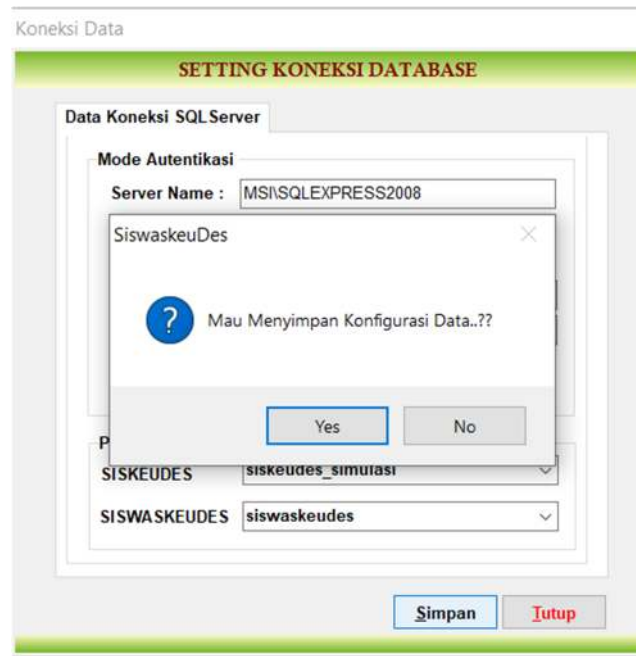 Koneksi Data
SETTING KONEKSI DATABASE
Data Koneksi SQLServer
Mode Autentikasi
Server Name : MSI\SQLEXPRESS2008
SiswaskeuDes
Mau Menyimpan Konfigurasi Data..??
Yes No
P
SISKEUDES siskeudes_simulasi
SISWASKEUDES siswaskeudes
Simpan Tutup